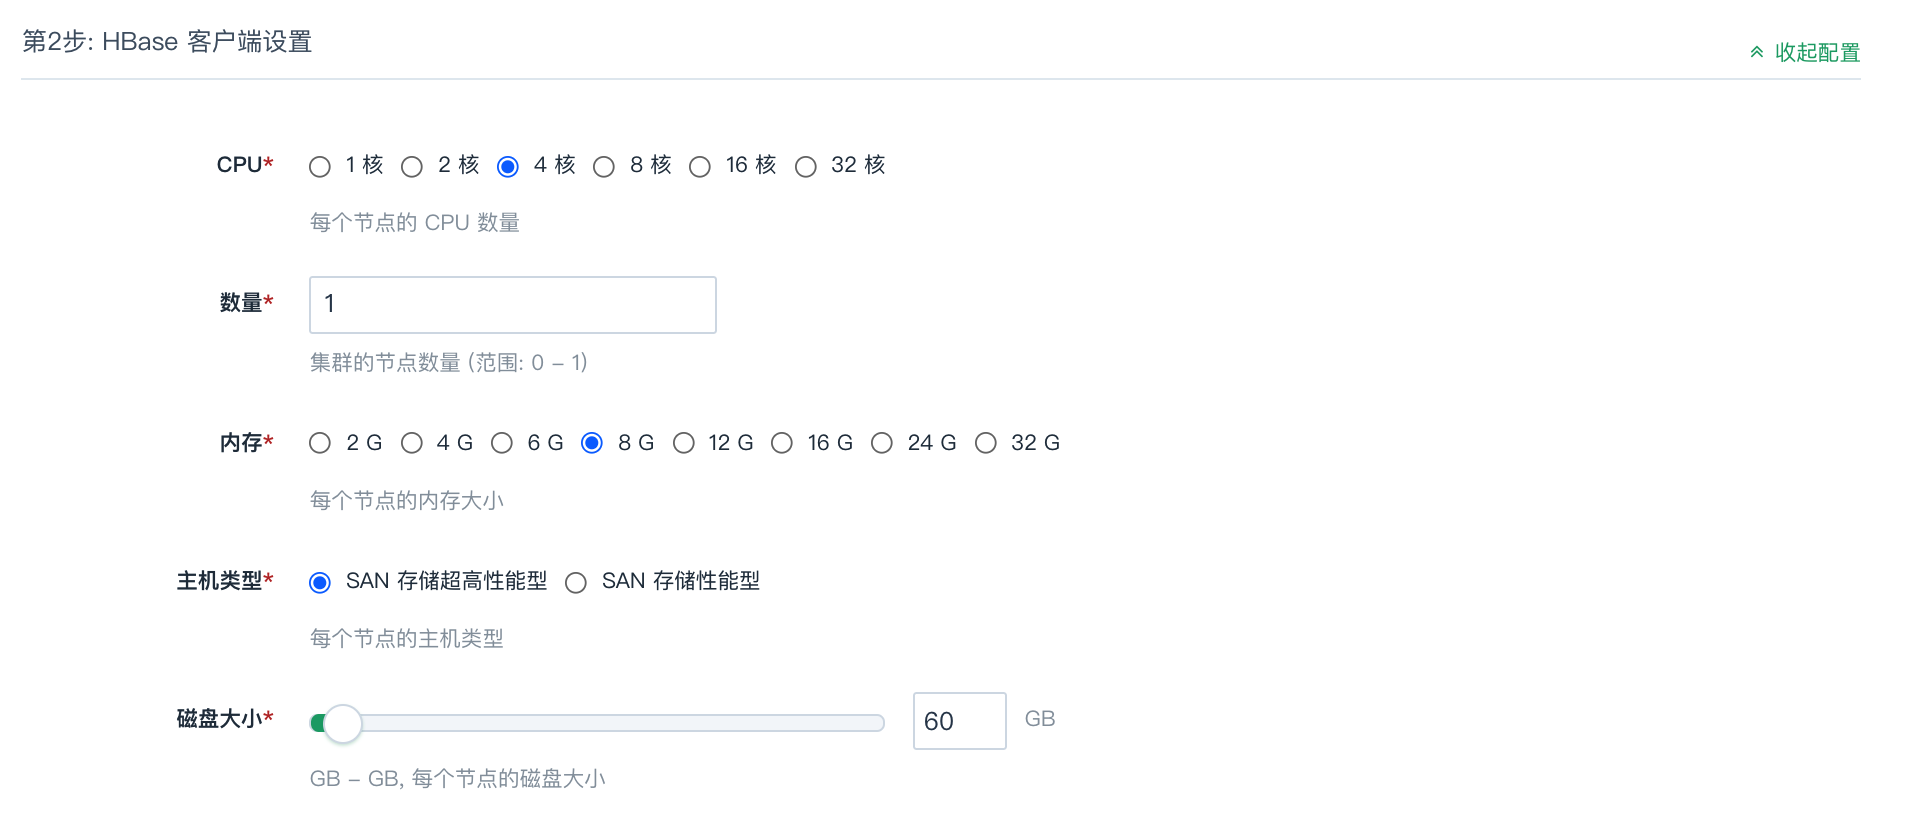 第2步: HBase 客户端设置
收起配置
CPU* 1 核 2 核 4 核 8 核 16 核 32 核
每个节点的 CPU 数量
数量* 1
集群的节点数量 (范围: 0 – 1)
内存* 2 G 4 G 6 G 8 G 12 G 16 G 24 G 32 G
每个节点的内存大小
主机类型* SAN 存储超高性能型 SAN 存储性能型
每个节点的主机类型
磁盘大小* 60 GB
GB – GB, 每个节点的磁盘大小